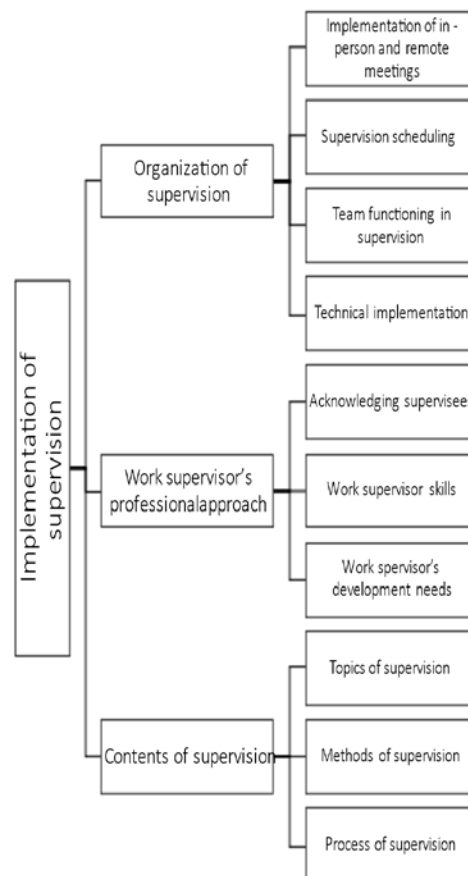 Implementation of
supervision
Organization of
supervision
Implementation of in -
person and remote
meetings
Supervision scheduling
Team functioning in
supervision
Technical implementation
Work supervisor's
professionalapproach
Acknowledging supervisees
Work supervisor skills
Work spervisor's
development needs
Contents of supervision
Topics of supervision
Methods of supervision
Process of supervision